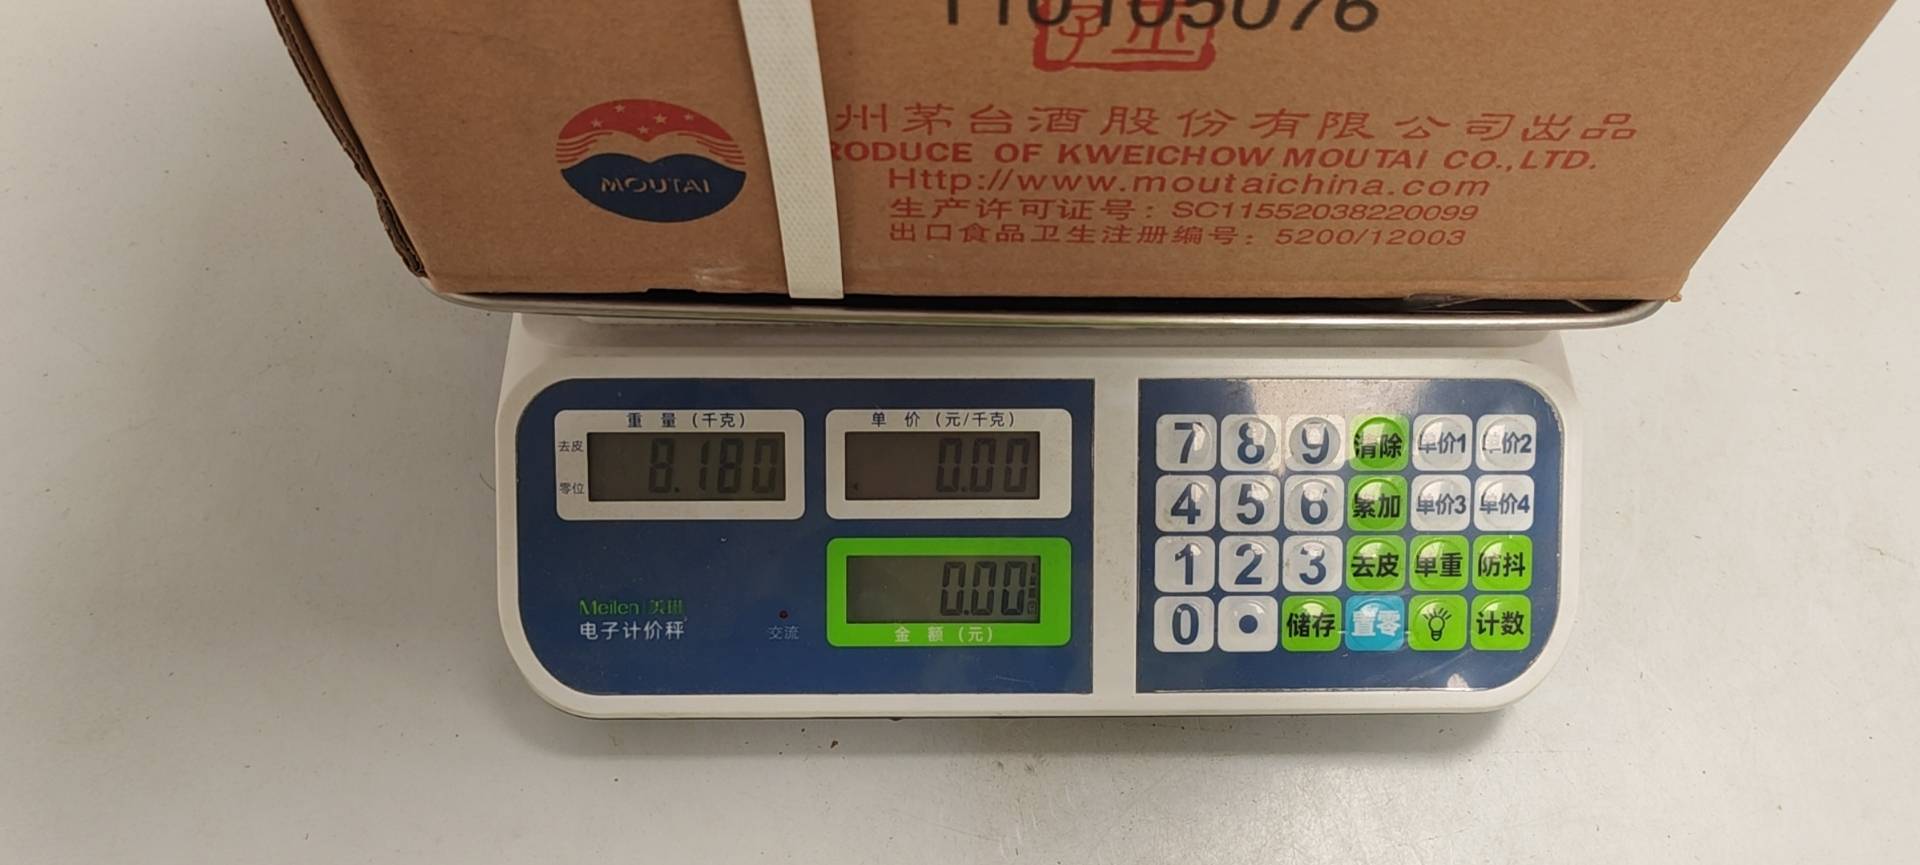 110105076
MOUTAI
州茅台酒股份有限公司出品
RODUCE OF KWEICHOW MOUTAI CO.,LTD.
Http://www.moutaichina.com
生产许可证号：SC11552038220099
出口食品卫生注册编号：5200/12003
重 量 (千克)
去皮
零位
8.180
单 价 (元/千克)
0.00
0.00
金 额 (元)
Meilen 美琳
电子计价秤
交流
7 8 9 清除 单价1 单价2
4 5 6 累加 单价3 单价4
1 2 3 去皮 单重 防抖
0 • 储存 置零 计数